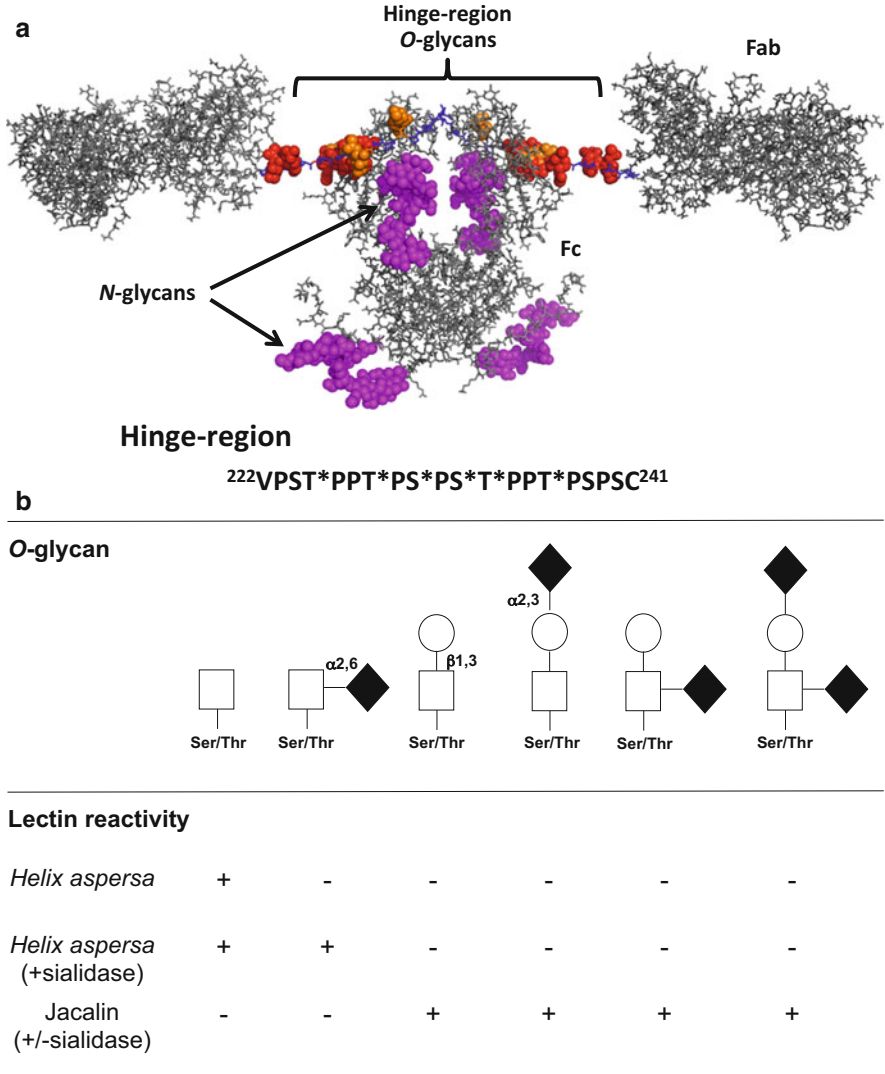 a
Hinge-region
O-glycans
Fab
Fc
N-glycans
Hinge-region
²²²VPST*PPT*PS*PS*T*PPT*PSPSC²⁴¹
b
O-glycan
α2,3
α2,6
β1,3
Ser/Thr Ser/Thr Ser/Thr Ser/Thr Ser/Thr Ser/Thr
Lectin reactivity
Helix aspersa + - - - - -
Helix aspersa + + - - - -
(+sialidase)
Jacalin - - + + + +
(+/-sialidase)